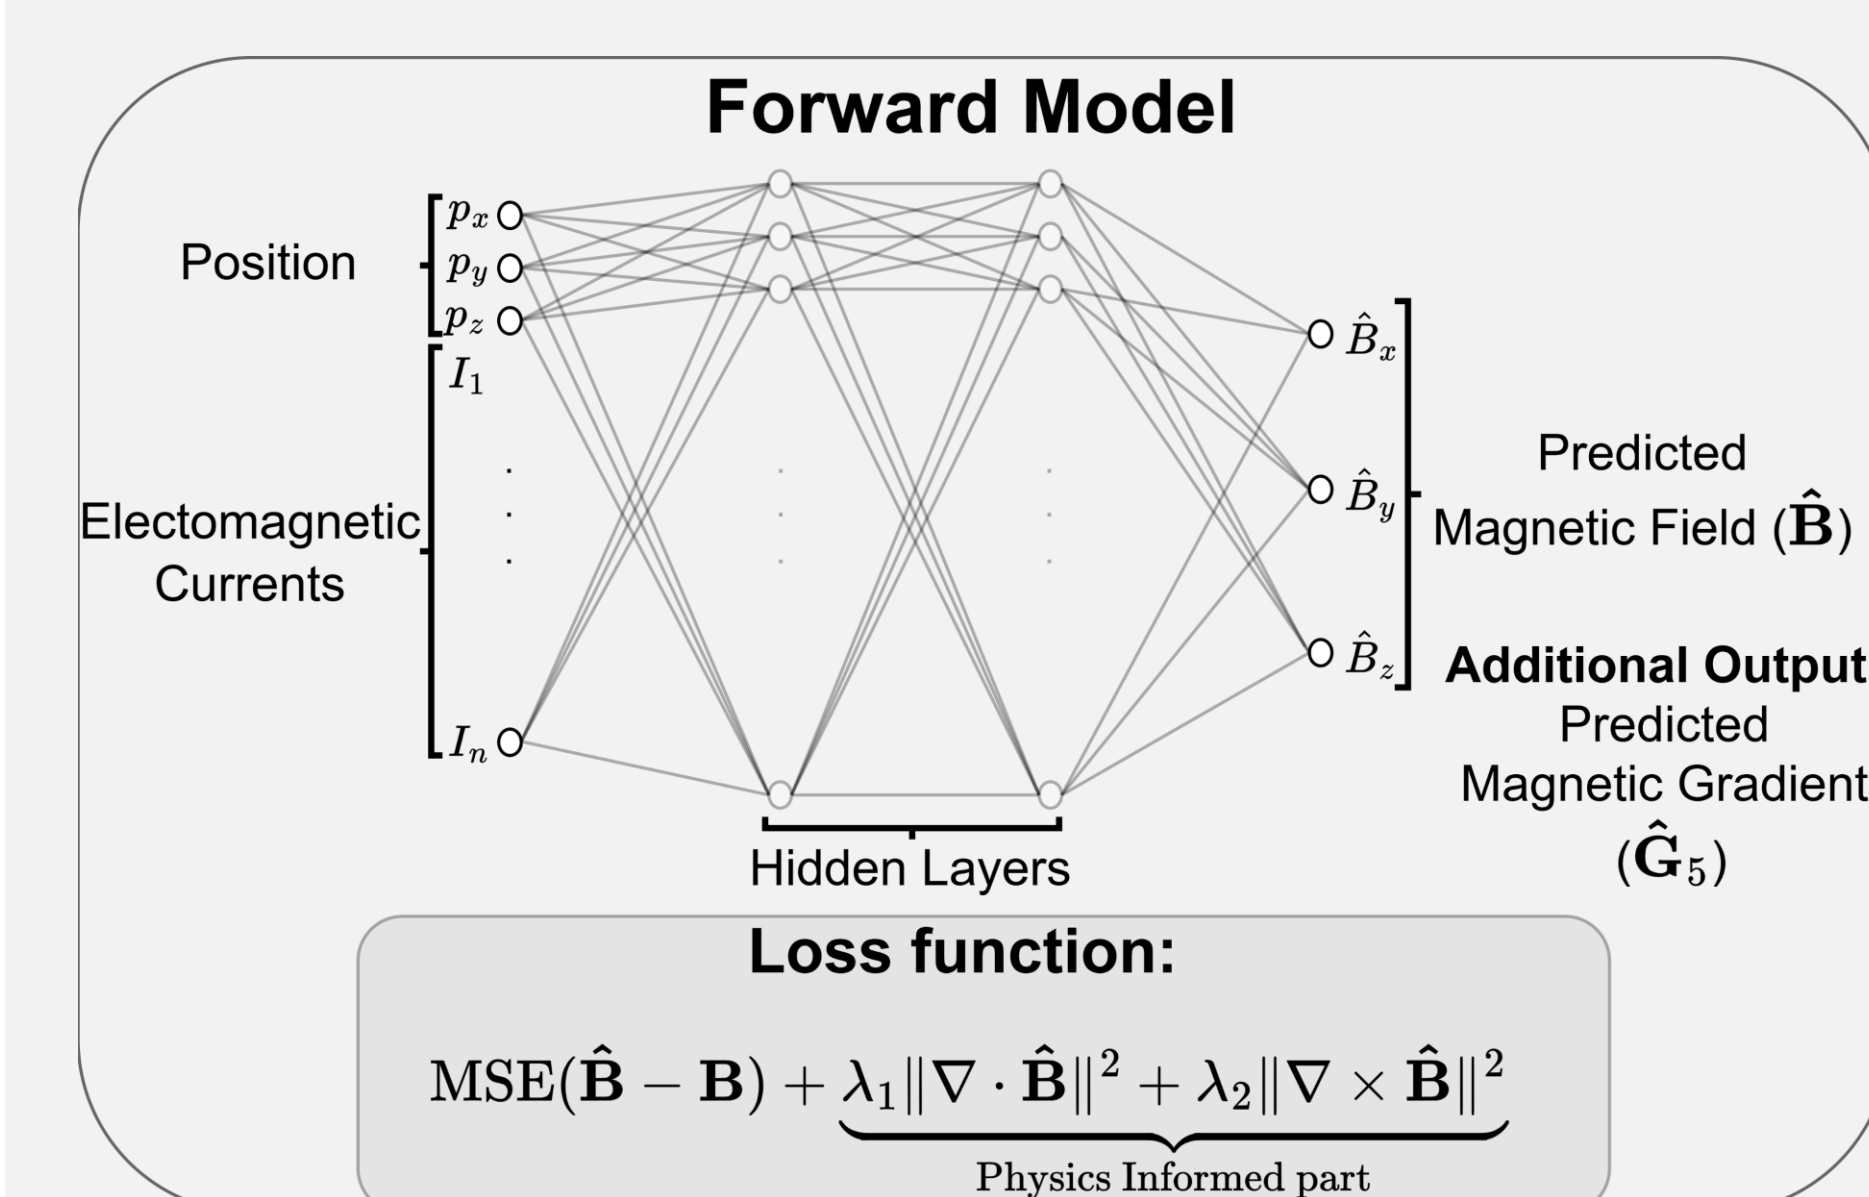 Forward Model
Position
p_x
p_y
p_z
I_1
Electomagnetic
Currents
I_n
Hidden Layers
B̂_x
B̂_y
B̂_z
Predicted
Magnetic Field (𝐁̂)
Additional Output
Predicted
Magnetic Gradient
(𝐆̂_5)
Loss function:
MSE(𝐁̂ − 𝐁) + λ_1‖∇ · 𝐁̂‖² + λ_2‖∇ × 𝐁̂‖²
Physics Informed part